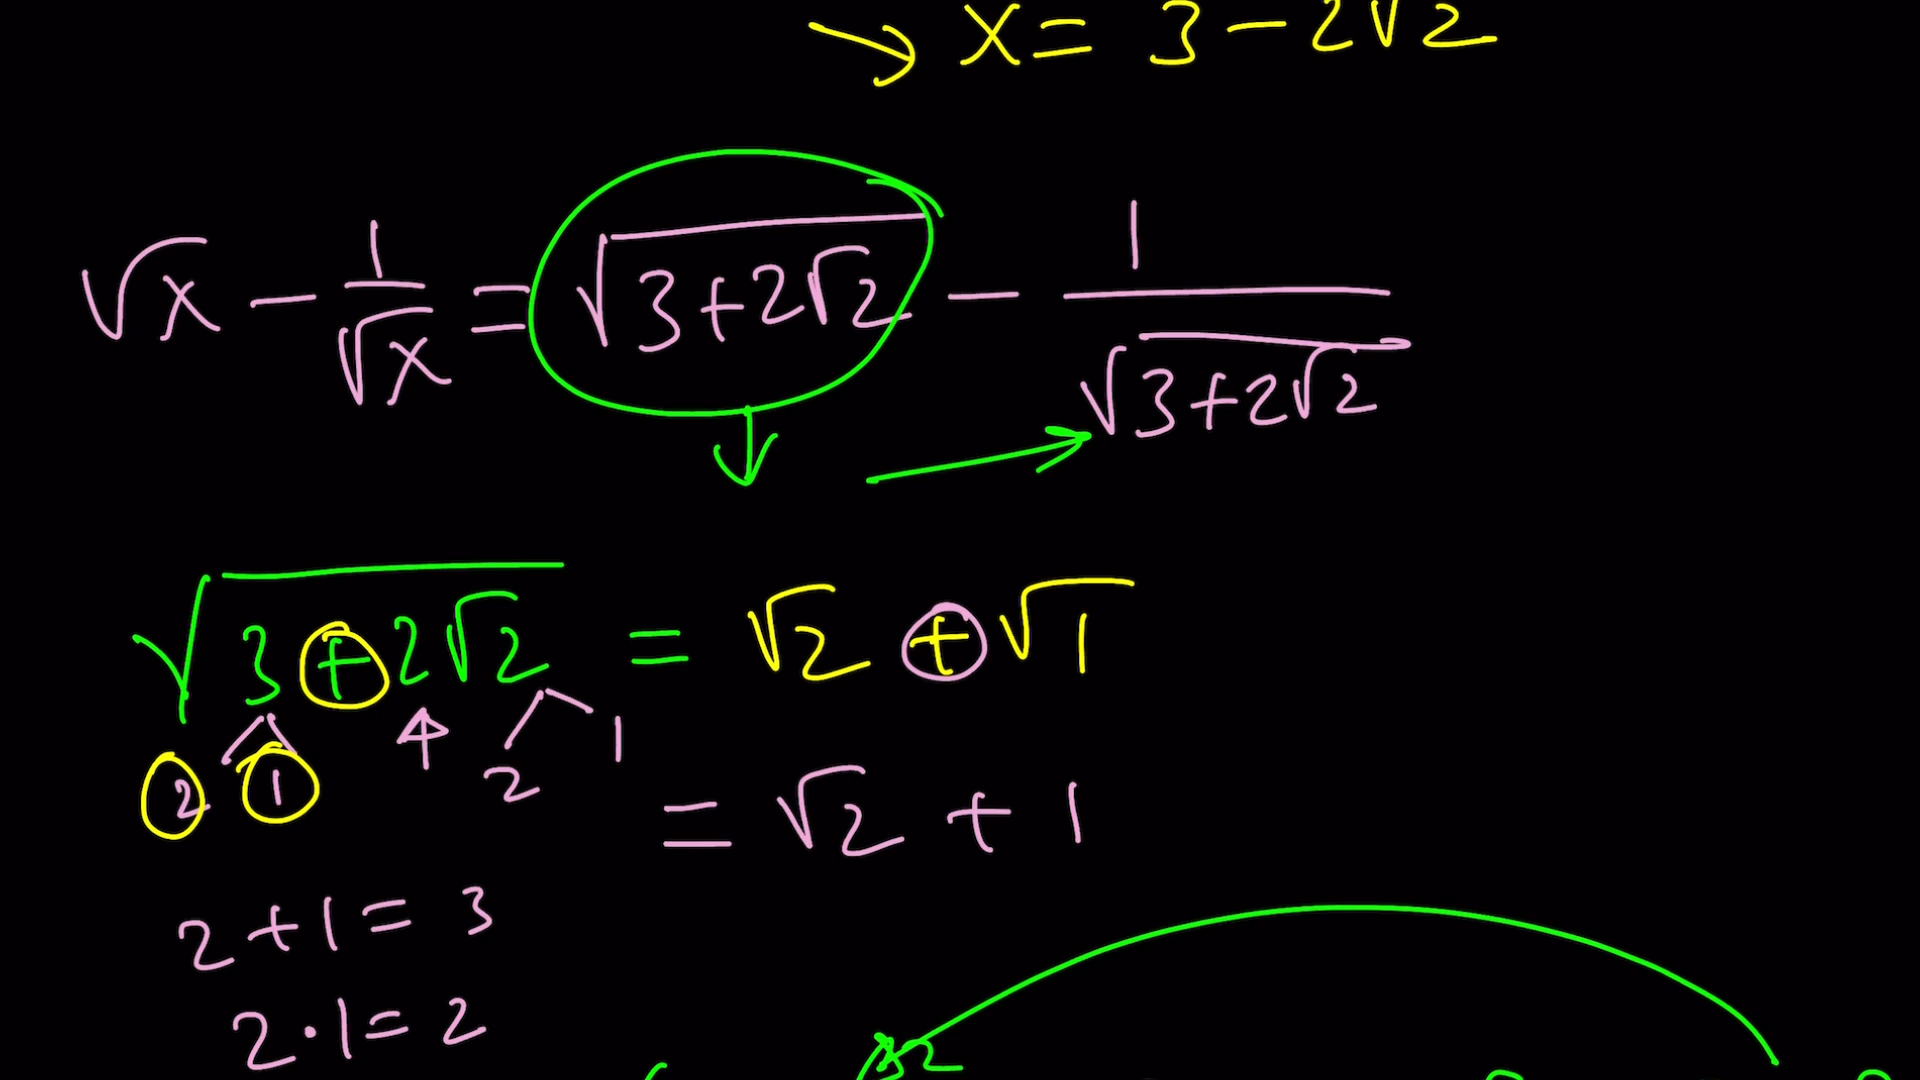 → x = 3 - 2√2
√x - 1/√x = √(3+2√2) - 1/√(3+2√2)
√(3+2√2) = √2 + √1
2 1 2 1
= √2 + 1
2+1 = 3
2·1 = 2